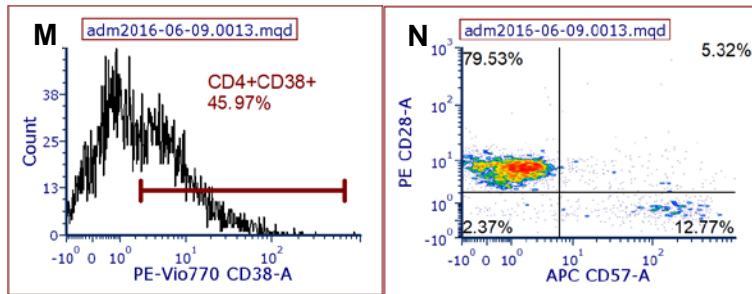 M
adm2016-06-09.0013.mqd
CD4+CD38+
45.97%
Count
38
25
13
0
-10⁰ 0 10⁰ 10¹ 10²
PE-Vio770 CD38-A
N
adm2016-06-09.0013.mqd
79.53% 5.32%
PE CD28-A
10³
10²
10¹
10⁰
0
-10⁰
2.37% 12.77%
-10⁰ 0 10⁰ 10¹ 10²
APC CD57-A